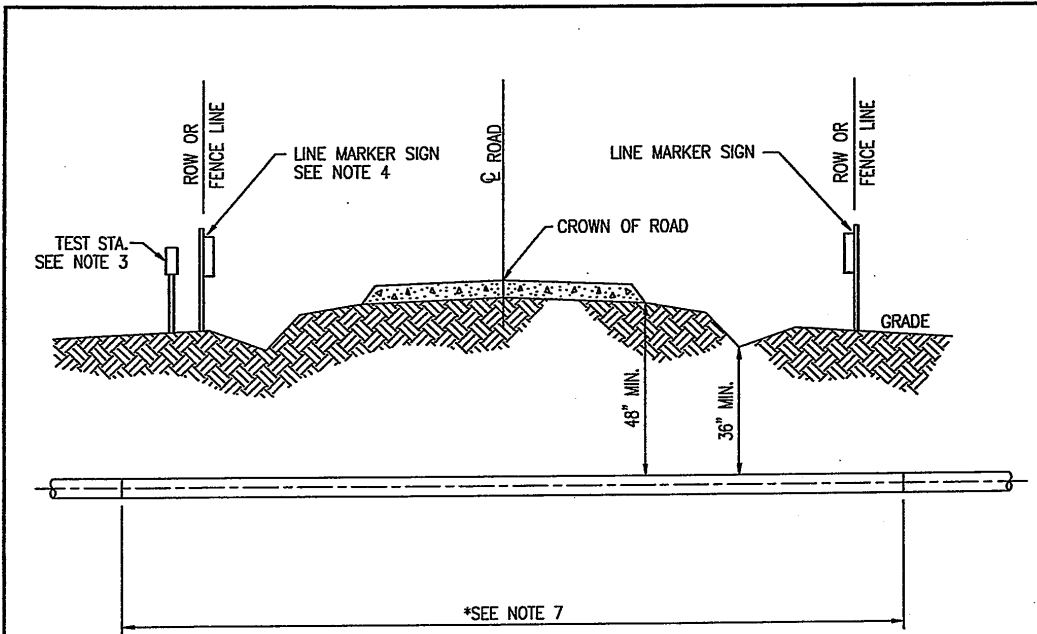 ROW OR
FENCE LINE
LINE MARKER SIGN
SEE NOTE 4
℄ ROAD
LINE MARKER SIGN
ROW OR
FENCE LINE
TEST STA.
SEE NOTE 3
CROWN OF ROAD
GRADE
48" MIN.
36" MIN.
*SEE NOTE 7